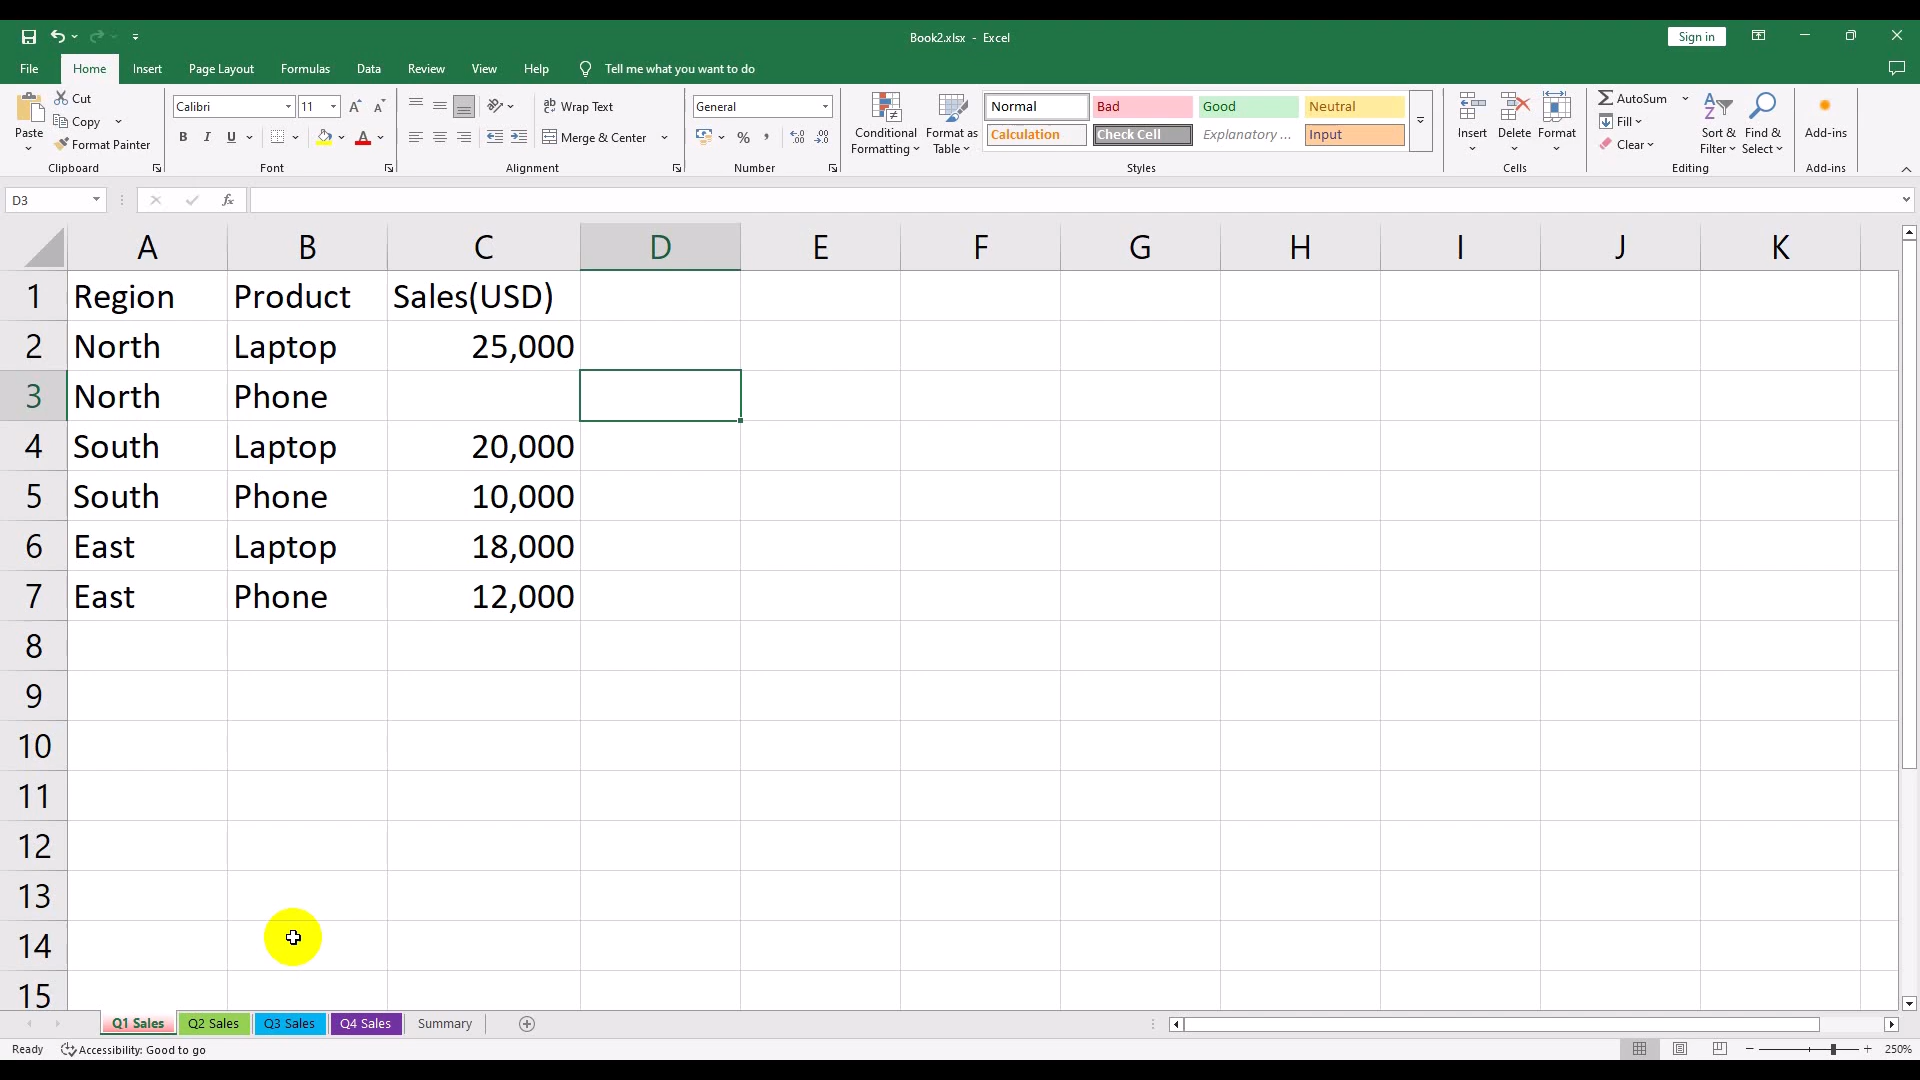 Book2.xlsx - Excel
Sign in
File Home Insert Page Layout Formulas Data Review View Help Tell me what you want to do
Paste
Cut
Copy
Format Painter
Clipboard
Calibri 11
B I U
Font
Wrap Text
Merge & Center
Alignment
General
%
Number
Conditional Formatting
Format as Table
Normal Bad Good Neutral
Calculation Check Cell Explanatory ... Input
Styles
Insert Delete Format
Cells
AutoSum
Fill
Clear
Sort & Filter
Find & Select
Editing
Add-ins
Add-ins
D3 fx
A B C D E F G H I J K
1 Region Product Sales(USD)
2 North Laptop 25,000
3 North Phone
4 South Laptop 20,000
5 South Phone 10,000
6 East Laptop 18,000
7 East Phone 12,000
8
9
10
11
12
13
14
15
Q1 Sales Q2 Sales Q3 Sales Q4 Sales Summary
Ready Accessibility: Good to go 250%